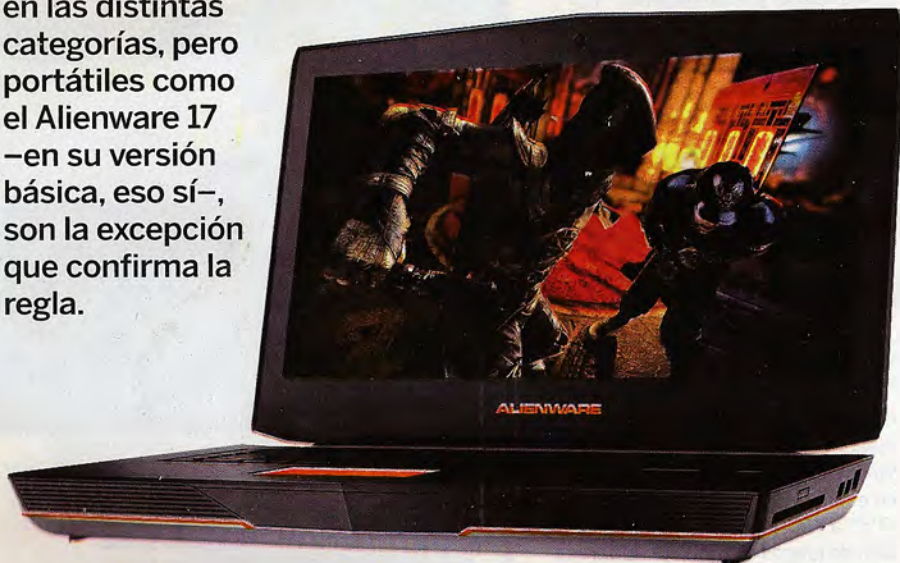 en las distintas
categorías, pero
portátiles como
el Alienware 17
–en su versión
básica, eso sí–,
son la excepción
que confirma la
regla.
ALIENWARE